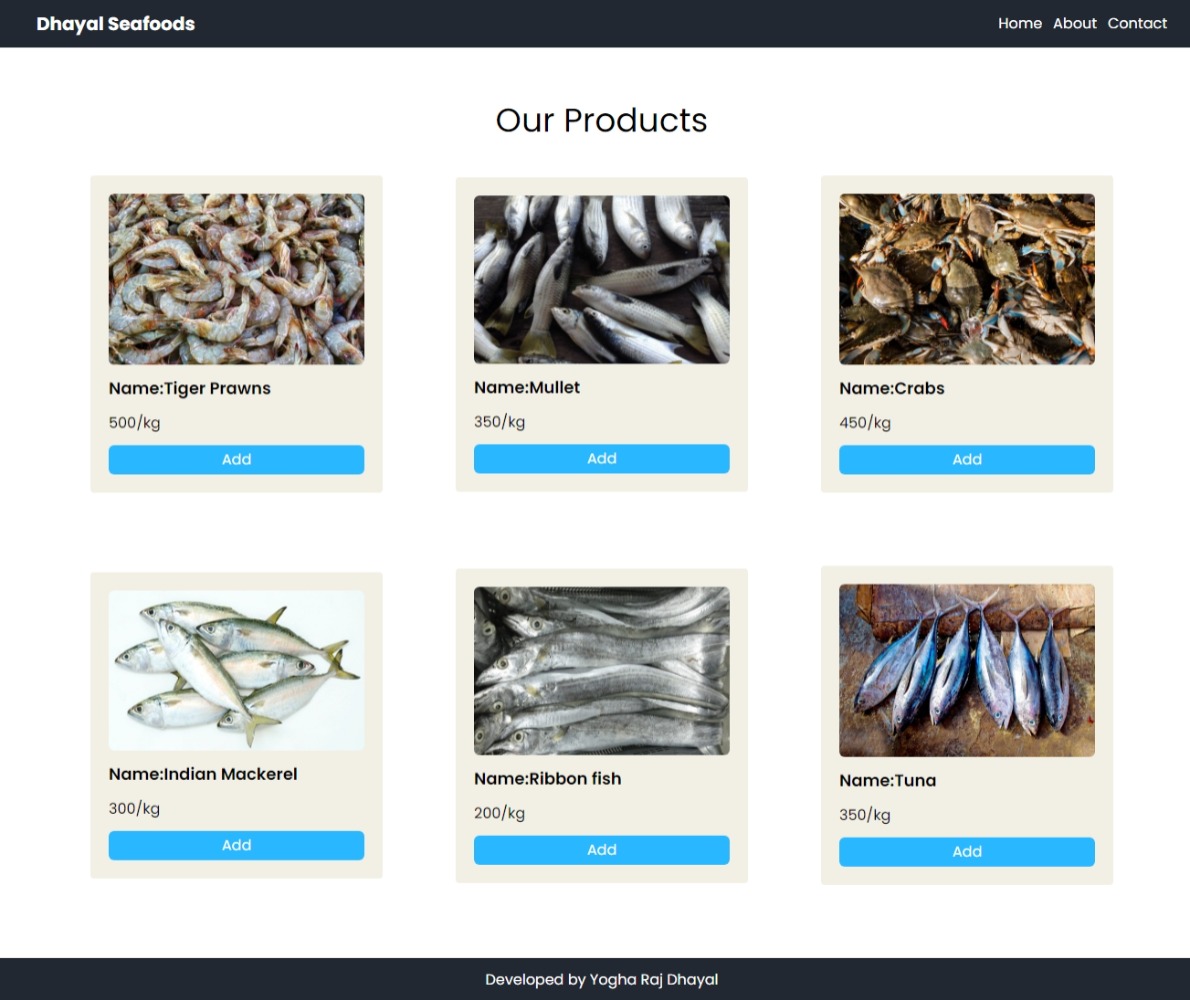 Dhayal Seafoods
Home About Contact
Our Products
Name:Tiger Prawns
500/kg
Add
Name:Mullet
350/kg
Add
Name:Crabs
450/kg
Add
Name:Indian Mackerel
300/kg
Add
Name:Ribbon fish
200/kg
Add
Name:Tuna
350/kg
Add
Developed by Yogha Raj Dhayal